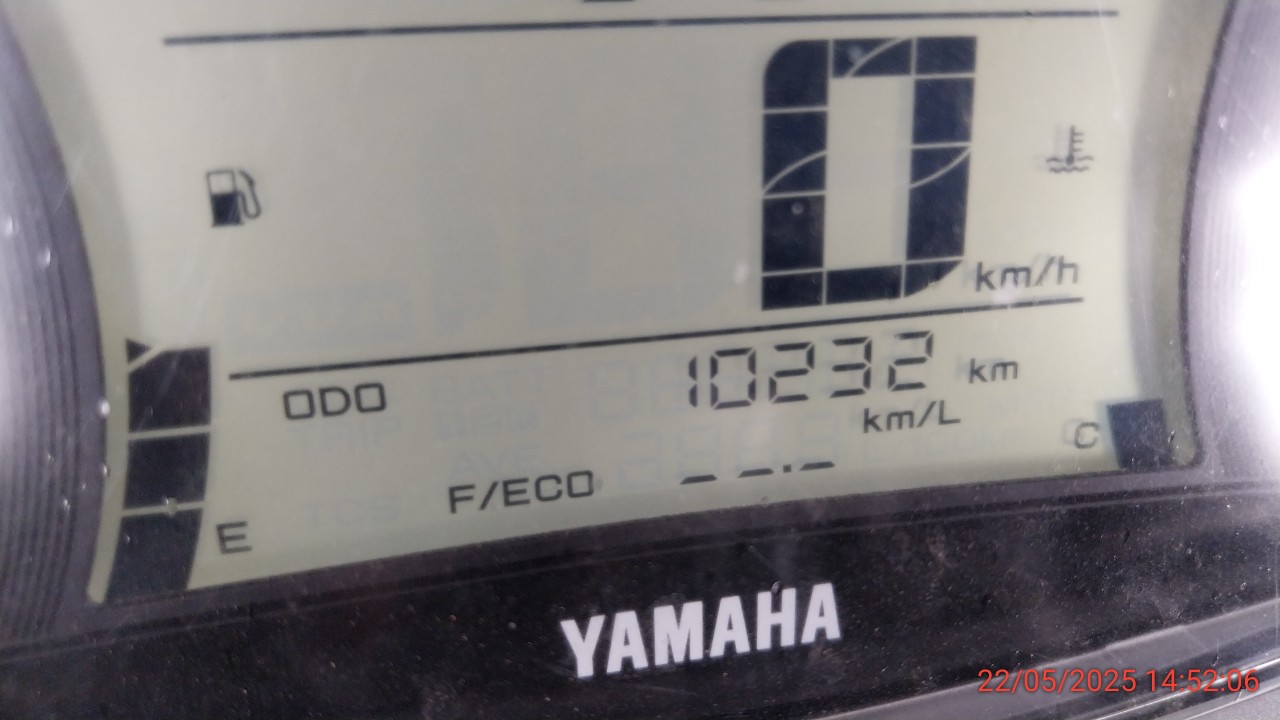 0
km/h
ODO 10232 km
km/L
C
F/ECO _ _._
E
YAMAHA
22/05/2025 14:52:06